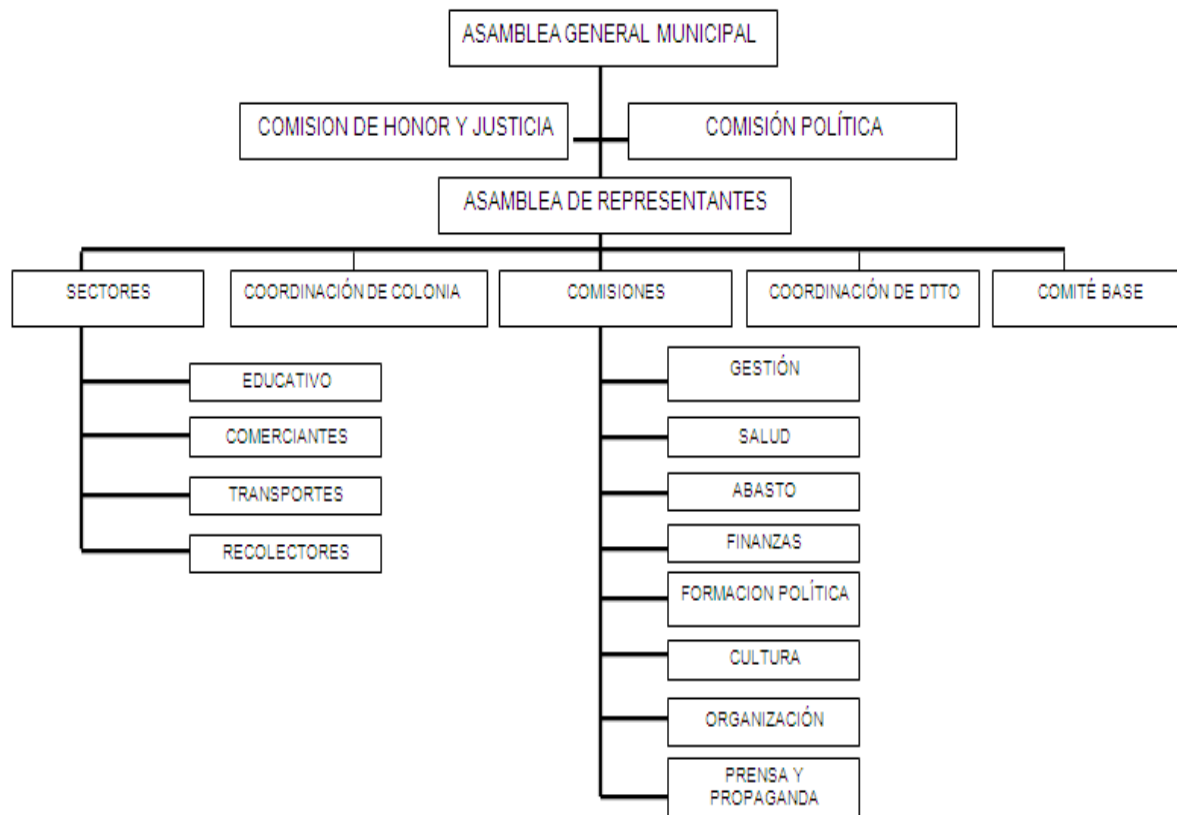 ASAMBLEA GENERAL MUNICIPAL
COMISION DE HONOR Y JUSTICIA
COMISIÓN POLÍTICA
ASAMBLEA DE REPRESENTANTES
SECTORES
COORDINACIÓN DE COLONIA
COMISIONES
COORDINACIÓN DE DTTO
COMITÉ BASE
EDUCATIVO
COMERCIANTES
TRANSPORTES
RECOLECTORES
GESTIÓN
SALUD
ABASTO
FINANZAS
FORMACION POLÍTICA
CULTURA
ORGANIZACIÓN
PRENSA Y
PROPAGANDA